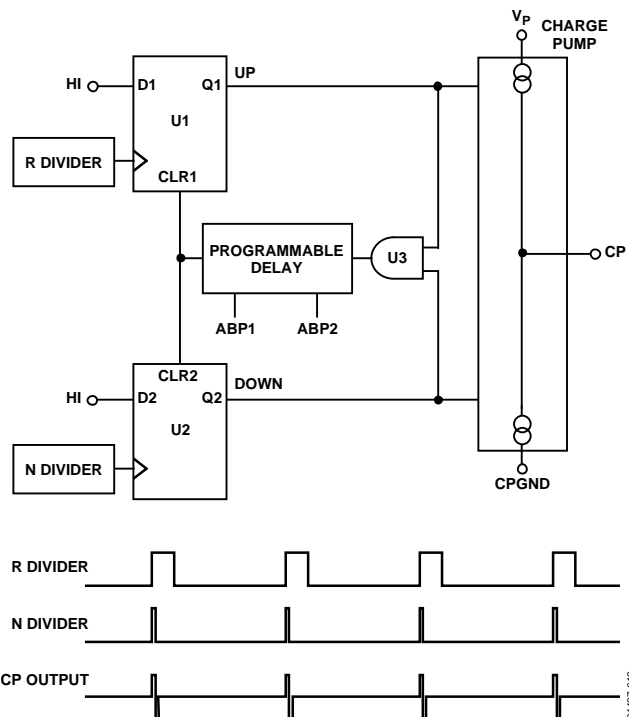 VP
CHARGE
PUMP
HI
D1
Q1
UP
U1
R DIVIDER
CLR1
PROGRAMMABLE
DELAY
U3
CP
ABP1
ABP2
CLR2
DOWN
HI
D2
Q2
U2
N DIVIDER
CPGND
R DIVIDER
N DIVIDER
CP OUTPUT